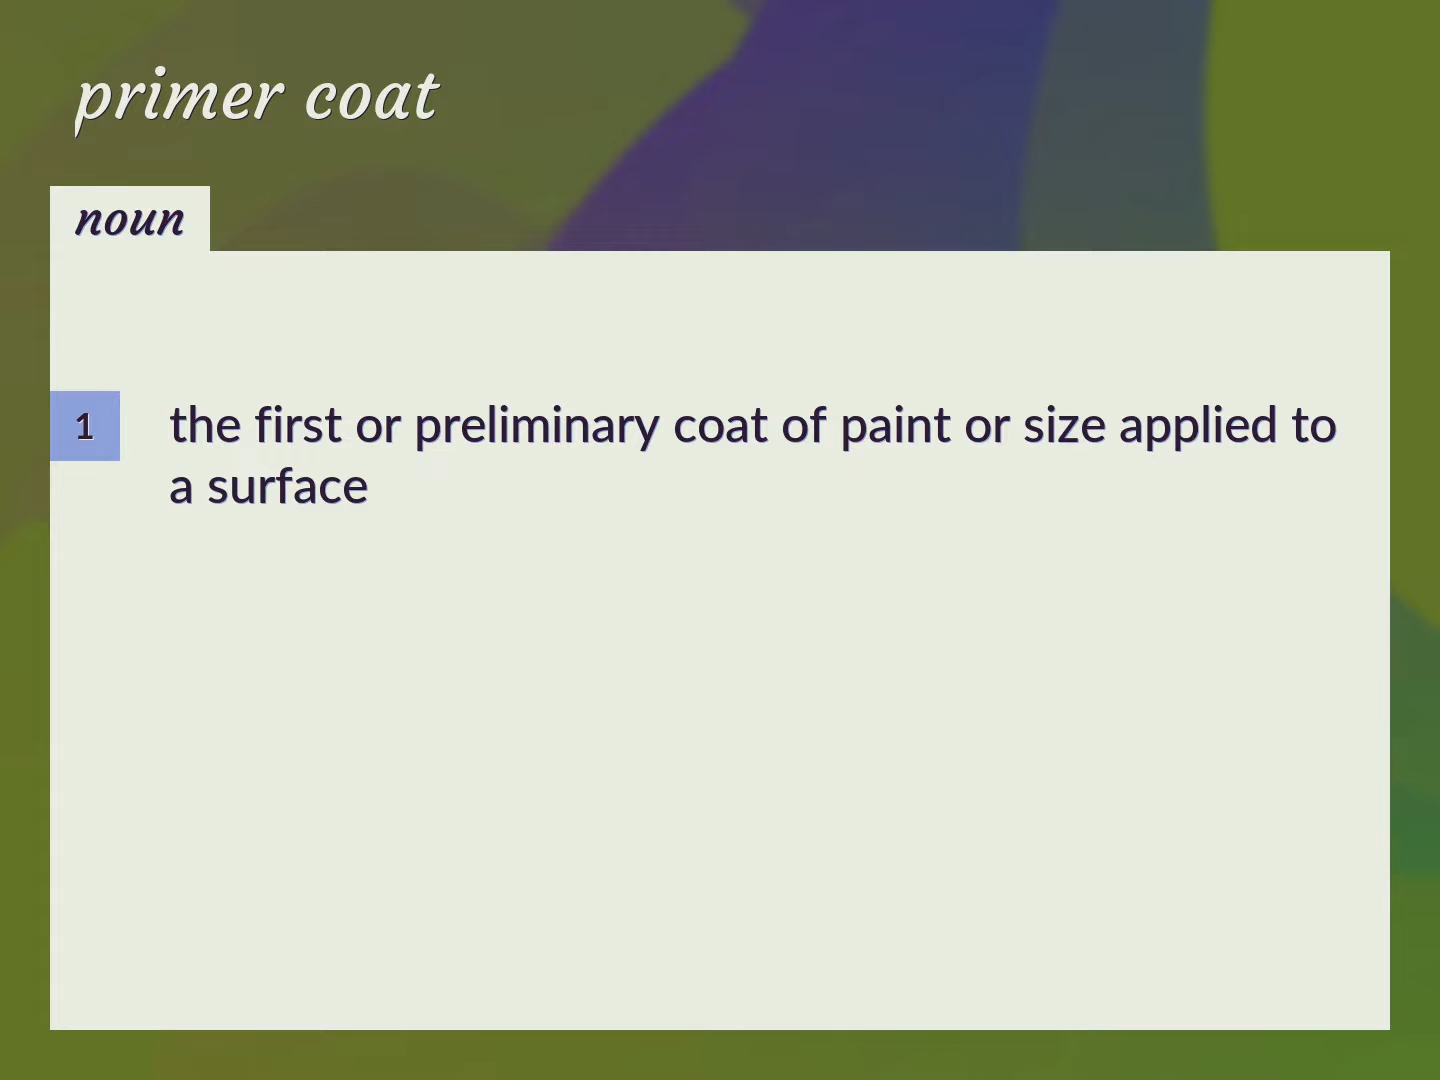 primer coat
noun
1 the first or preliminary coat of paint or size applied to
a surface